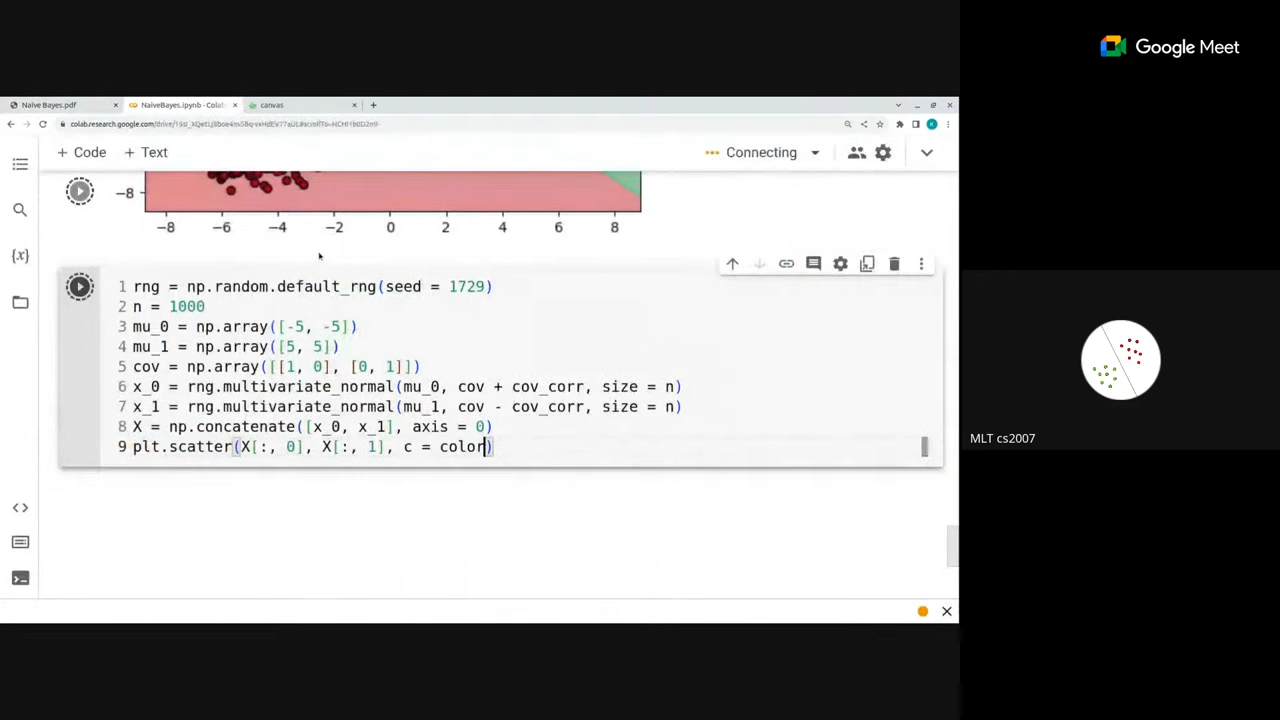 Google Meet
Naive Bayes.pdf
NaiveBayes.ipynb - Colab
canvas
+ Code + Text
Connecting
-8
-8 -6 -4 -2 0 2 4 6 8
{x}
1 rng = np.random.default_rng(seed = 1729)
2 n = 1000
3 mu_0 = np.array([-5, -5])
4 mu_1 = np.array([5, 5])
5 cov = np.array([[1, 0], [0, 1]])
6 x_0 = rng.multivariate_normal(mu_0, cov + cov_corr, size = n)
7 x_1 = rng.multivariate_normal(mu_1, cov - cov_corr, size = n)
8 X = np.concatenate([x_0, x_1], axis = 0)
9 plt.scatter(X[:, 0], X[:, 1], c = color)
MLT cs2007